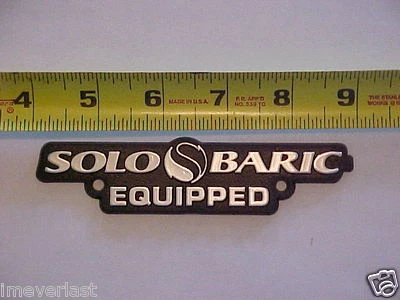 4 5 6 7 8 9
MADE IN U.S.A.
SOLO BARIC
EQUIPPED
imeverlast